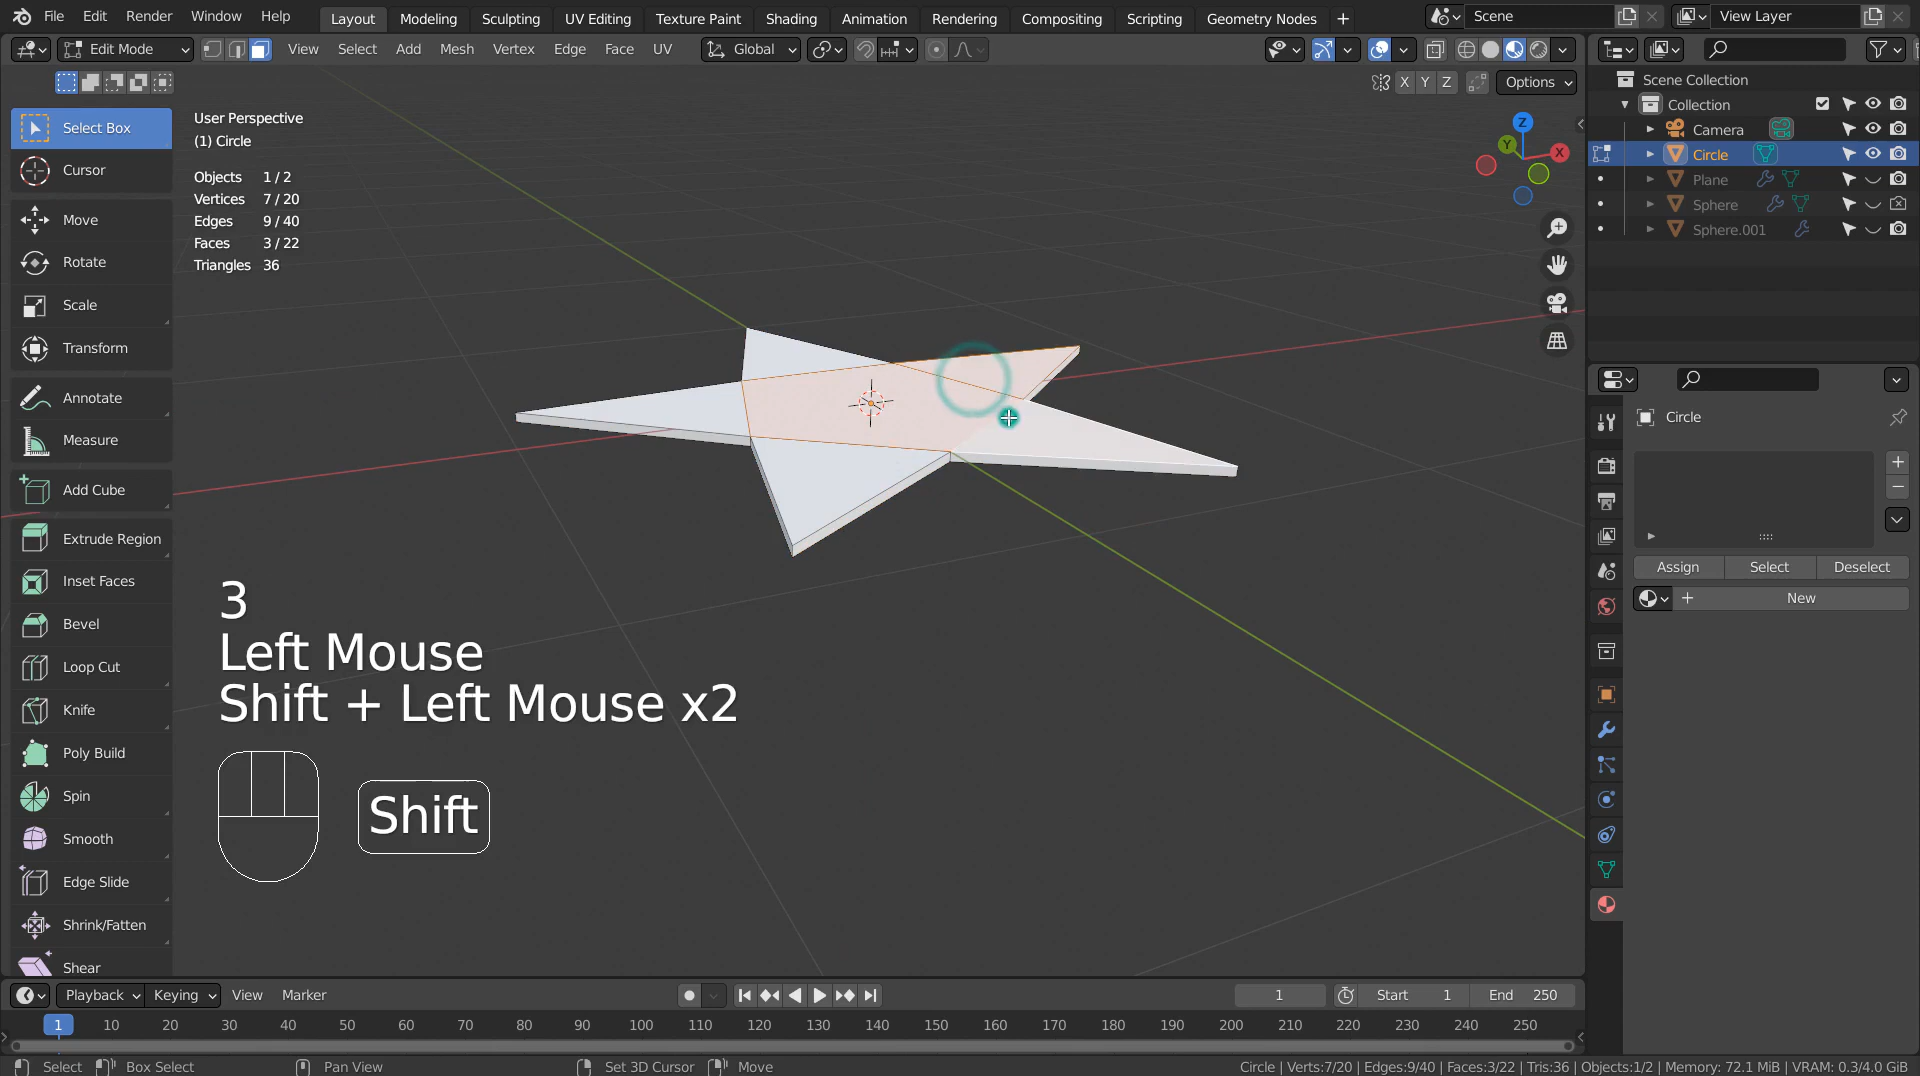 File Edit Render Window Help Layout Modeling Sculpting UV Editing Texture Paint Shading Animation Rendering Compositing Scripting Geometry Nodes + Scene View Layer
Edit Mode View Select Add Mesh Vertex Edge Face UV Global
X Y Z Options
Select Box
Cursor
Move
Rotate
Scale
Transform
Annotate
Measure
Add Cube
Extrude Region
Inset Faces
Bevel
Loop Cut
Knife
Poly Build
Spin
Smooth
Edge Slide
Shrink/Fatten
Shear
User Perspective
(1) Circle
Objects 1 / 2
Vertices 7 / 20
Edges 9 / 40
Faces 3 / 22
Triangles 36
Z
Y
X
3
Left Mouse
Shift + Left Mouse x2
Shift
Scene Collection
Collection
Camera
Circle
Plane
Sphere
Sphere.001
Circle
Assign Select Deselect
New
Playback Keying View Marker 1 Start 1 End 250
1 10 20 30 40 50 60 70 80 90 100 110 120 130 140 150 160 170 180 190 200 210 220 230 240 250
Select Box Select Pan View Set 3D Cursor Move Circle | Verts:7/20 | Edges:9/40 | Faces:3/22 | Tris:36 | Objects:1/2 | Memory: 72.1 MiB | VRAM: 0.3/4.0 GiB